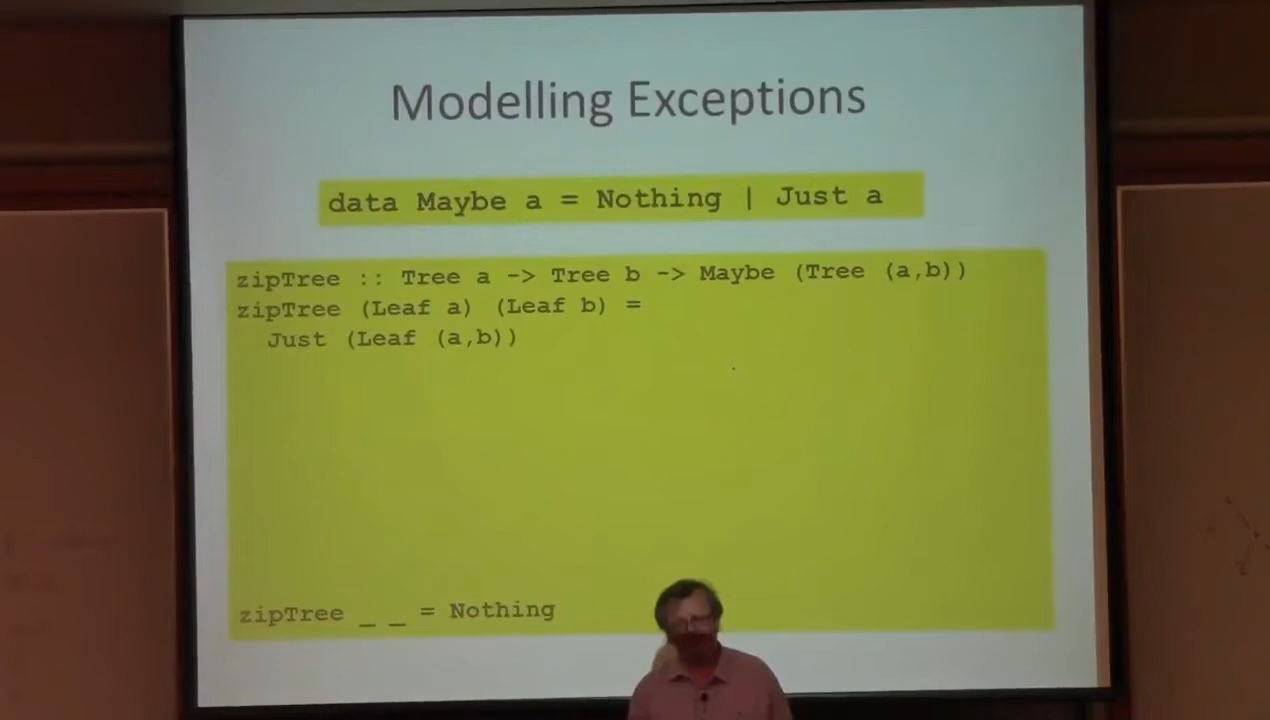 Modelling Exceptions
data Maybe a = Nothing | Just a
zipTree :: Tree a -> Tree b -> Maybe (Tree (a,b))
zipTree (Leaf a) (Leaf b) =
  Just (Leaf (a,b))
zipTree _ _ = Nothing